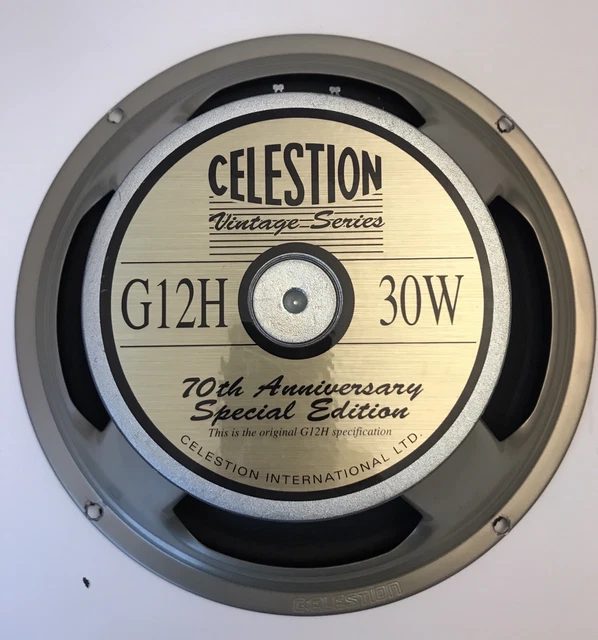 CELESTION
Vintage Series
G12H 30W
70th Anniversary
Special Edition
This is the original G12H specification
CELESTION INTERNATIONAL LTD.
CELESTION